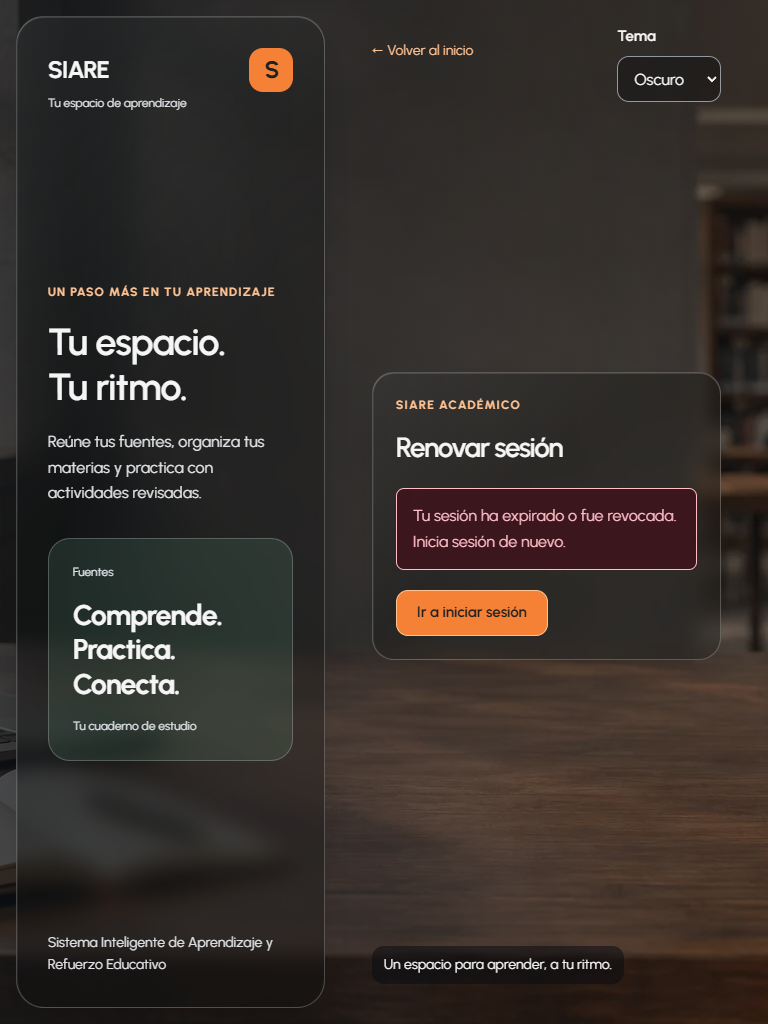 SIARE
S
Tu espacio de aprendizaje
UN PASO MÁS EN TU APRENDIZAJE
Tu espacio.
Tu ritmo.
Reúne tus fuentes, organiza tus
materias y practica con
actividades revisadas.
Fuentes
Comprende.
Practica.
Conecta.
Tu cuaderno de estudio
Sistema Inteligente de Aprendizaje y
Refuerzo Educativo
← Volver al inicio
Tema
Oscuro
SIARE ACADÉMICO
Renovar sesión
Tu sesión ha expirado o fue revocada.
Inicia sesión de nuevo.
Ir a iniciar sesión
Un espacio para aprender, a tu ritmo.